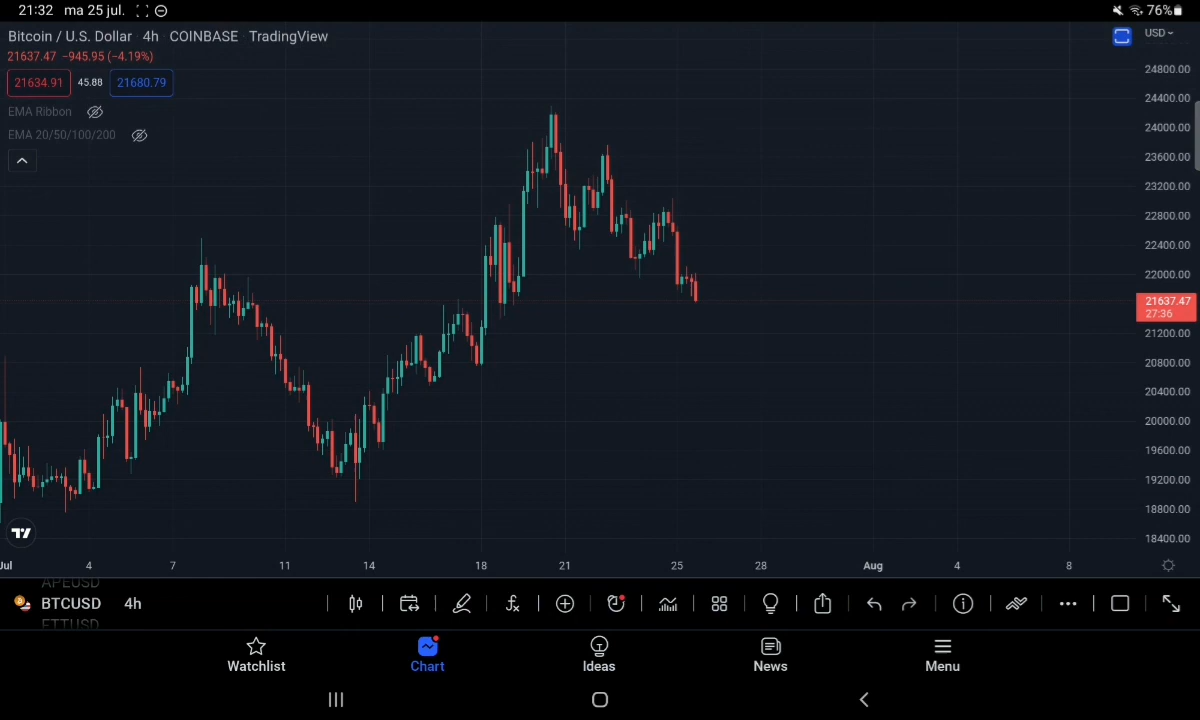 21:32 ma 25 jul. 76%
Bitcoin / U.S. Dollar 4h COINBASE TradingView
USD
21637.47 −945.95 (−4.19%)
21634.91 45.88 21680.79
EMA Ribbon
EMA 20/50/100/200
24800.00
24400.00
24000.00
23600.00
23200.00
22800.00
22400.00
22000.00
21637.47
27:36
21200.00
20800.00
20400.00
20000.00
19600.00
19200.00
18800.00
18400.00
Jul 4 7 11 14 18 21 25 28 Aug 4 8
APEUSD
BTCUSD 4h
ETTUSD
Watchlist Chart Ideas News Menu